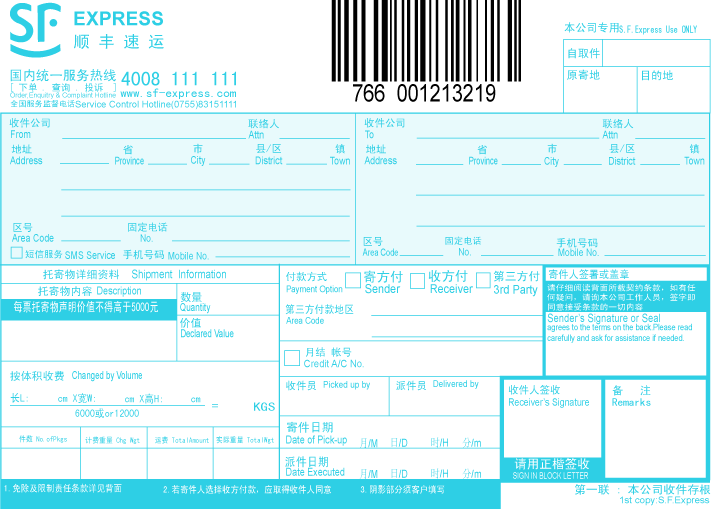 SF EXPRESS
顺丰速运
国内统一服务热线 4008 111 111
[下单、查询、投诉] www.sf-express.com
Order,Enquiry & Complaint Hotline
全国服务监督电话Service Control Hotline(0755)83151111
766 001213219
本公司专用S.F.Express Use ONLY
自取件
原寄地 目的地
收件公司 联络人
From Attn
地址 省 市 县/区 镇
Address Province City District Town
区号 固定电话
Area Code No.
短信服务 SMS Service 手机号码 Mobile No.
收件公司 联络人
To Attn
地址 省 市 县/区 镇
Address Province City District Town
区号 固定电话 手机号码
Area Code No. Mobile No.
托寄物详细资料 Shipment Information
托寄物内容 Description
每票托寄物声明价值不得高于5000元
数量
Quantity
价值
Declared Value
按体积收费 Changed by Volume
长L: cm X宽W: cm X高H: cm = KGS
6000或or12000
件数 No.ofPkgs 计费重量 Chg Wgt 运费 TotalAmount 实际重量 TotalWgt
付款方式 寄方付 收方付 第三方付
Payment Option Sender Receiver 3rd Party
第三方付款地区
Area Code
月结 帐号
Credit A/C No.
收件员 Picked up by 派件员 Delivered by
寄件日期
Date of Pick-up 月/M 日/D 时/H 分/m
派件日期
Date Executed 月/M 日/D 时/H 分/m
寄件人签署或盖章
请仔细阅读背面所载契约条款,如有任
何疑问,请询本公司工作人员,签字即
同意接受条款的一切内容
Sender's Signature or Seal
agrees to the terms on the back.Please read
carefully and ask for assistance if needed.
收件人签收
Receiver's Signature
请用正楷签收
SIGN IN BLOCK LETTER
备 注
Remarks
1.免除及限制责任条款详见背面 2.若寄件人选择收方付款,应取得收件人同意 3.阴影部分须客户填写
第一联:本公司收件存根
1st copy:S.F.Express